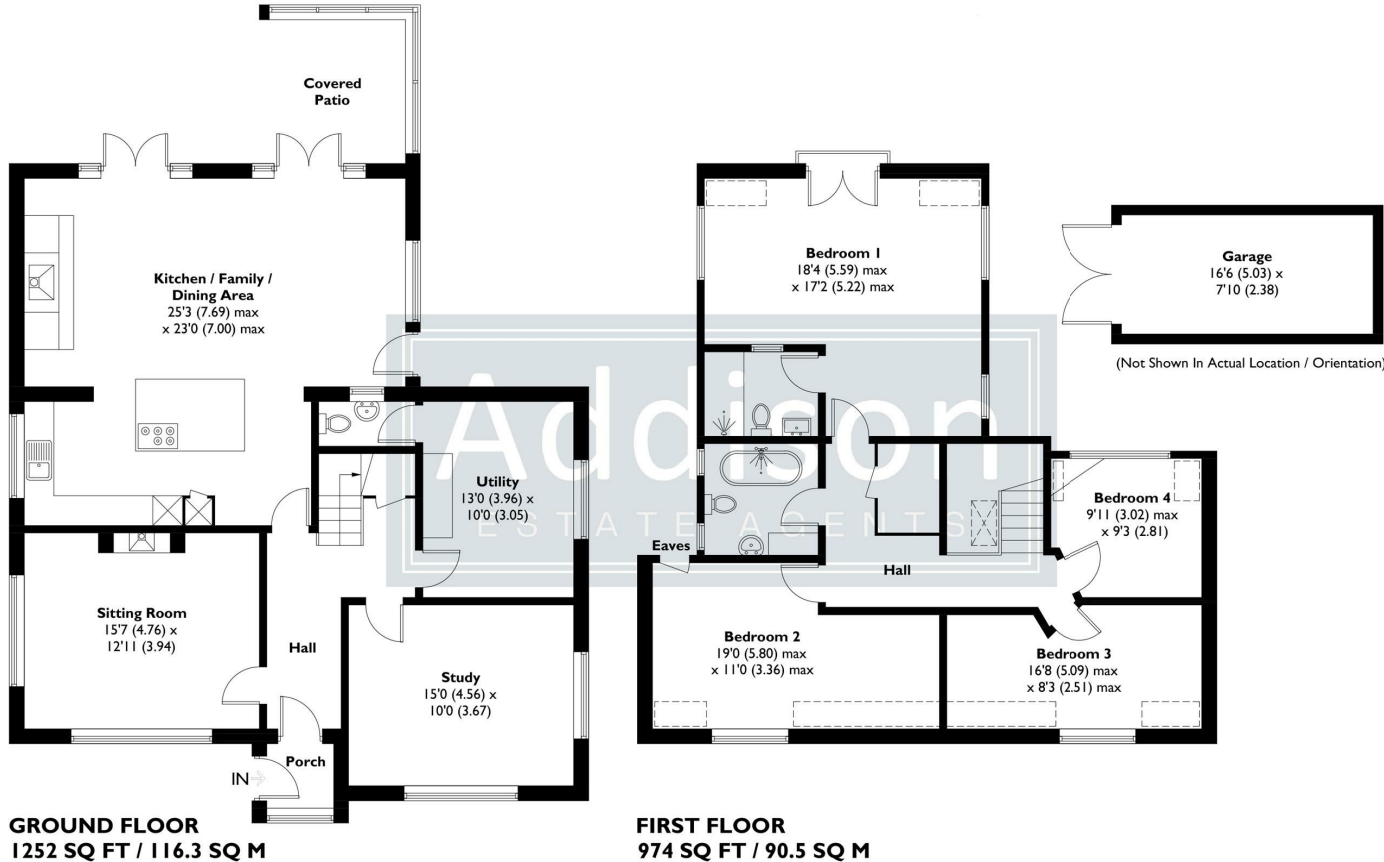 Covered
Patio
Kitchen / Family /
Dining Area
25'3 (7.69) max
x 23'0 (7.00) max
Utility
13'0 (3.96) x
10'0 (3.05)
Sitting Room
15'7 (4.76) x
12'11 (3.94)
Hall
Study
15'0 (4.56) x
10'0 (3.67)
Porch
IN
GROUND FLOOR
1252 SQ FT / 116.3 SQ M
Bedroom 1
18'4 (5.59) max
x 17'2 (5.22) max
Eaves
Hall
Bedroom 4
9'11 (3.02) max
x 9'3 (2.81)
Bedroom 2
19'0 (5.80) max
x 11'0 (3.36) max
Bedroom 3
16'8 (5.09) max
x 8'3 (2.51) max
FIRST FLOOR
974 SQ FT / 90.5 SQ M
Garage
16'6 (5.03) x
7'10 (2.38)
(Not Shown In Actual Location / Orientation)
Addison
ESTATE AGENTS